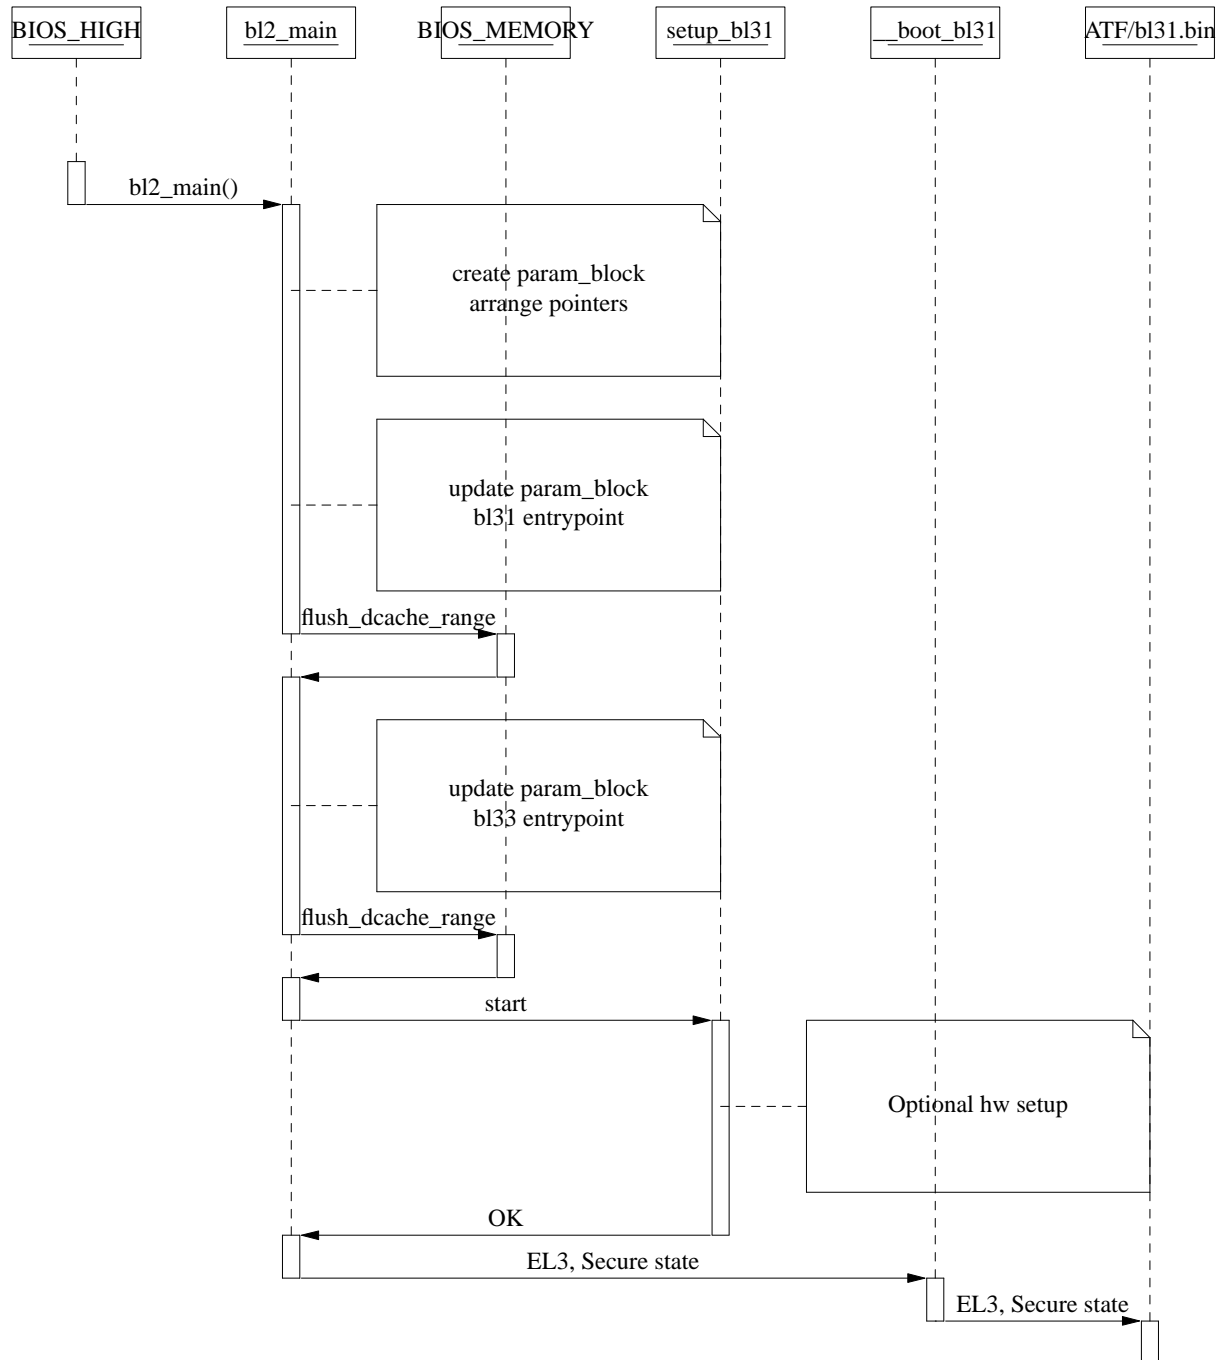 BIOS_HIGH
bl2_main
BIOS_MEMORY
setup_bl31
__boot_bl31
ATF/bl31.bin
bl2_main()
create param_block
arrange pointers
update param_block
bl31 entrypoint
flush_dcache_range
update param_block
bl33 entrypoint
flush_dcache_range
start
Optional hw setup
OK
EL3, Secure state
EL3, Secure state